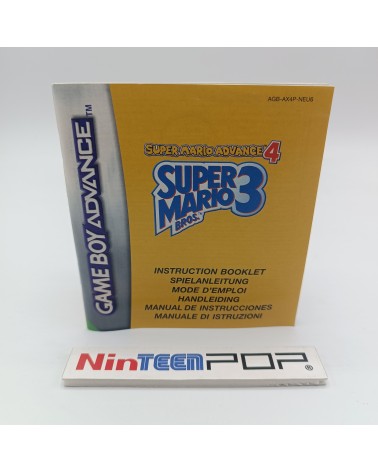 AGB-AX4P-NEU6
GAME BOY ADVANCE™
SUPER MARIO ADVANCE 4
SUPER
MARIO 3
BROS.
INSTRUCTION BOOKLET
SPIELANLEITUNG
MODE D'EMPLOI
HANDLEIDING
MANUAL DE INSTRUCCIONES
MANUALE DI ISTRUZIONI
NinTEENPOP